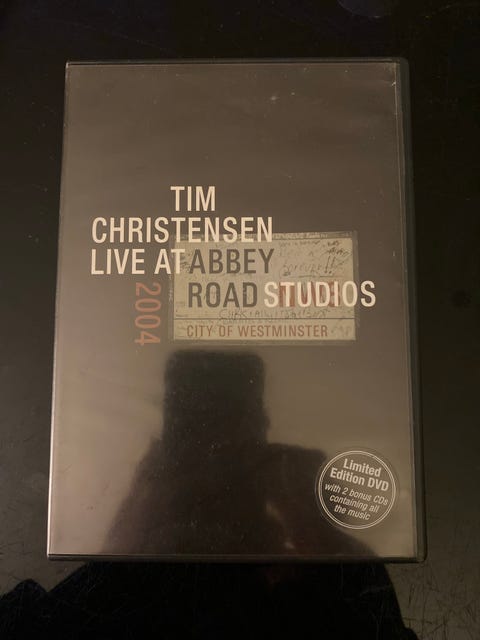 TIM
CHRISTENSEN
LIVE AT ABBEY
ROAD STUDIOS
2004
CITY OF WESTMINSTER
Limited
Edition DVD
with 2 bonus CDs
containing all
the music